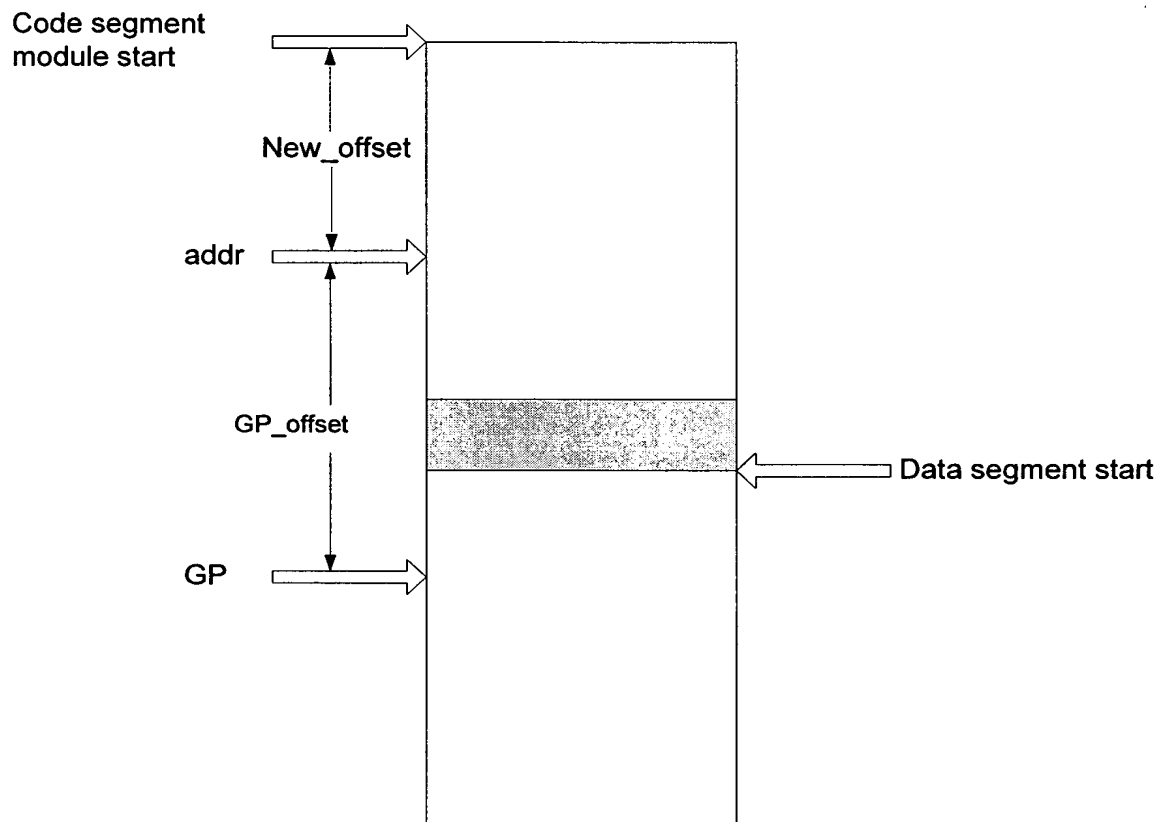 Code segment
module start
New_offset
addr
GP_offset
Data segment start
GP